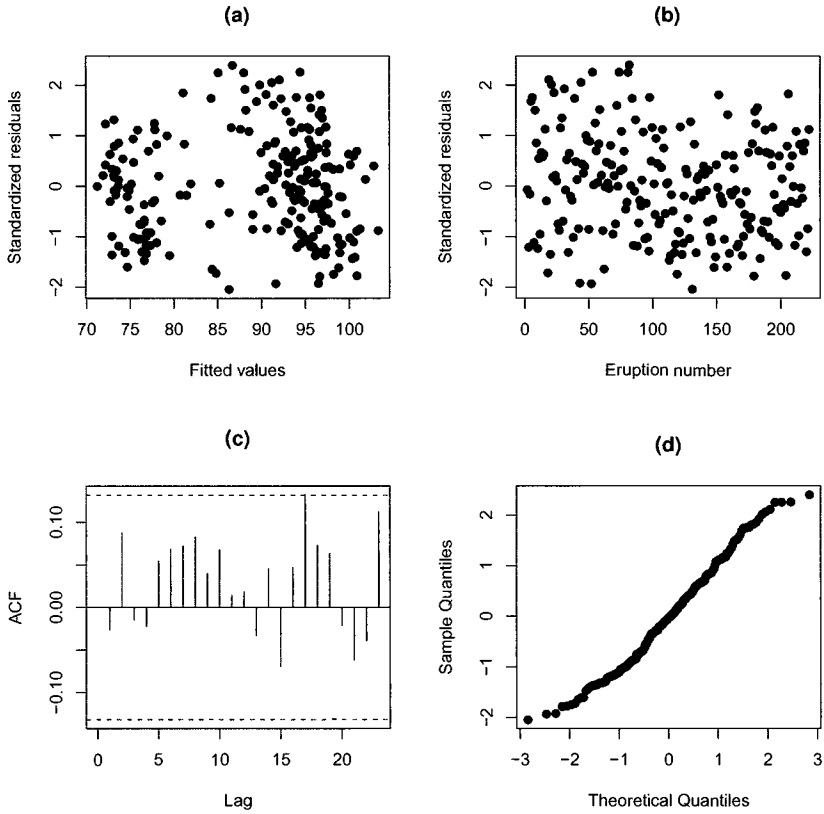 (a)
Standardized residuals
2
1
0
−1
−2
70 75 80 85 90 95 100
Fitted values
(b)
Standardized residuals
2
1
0
−1
−2
0 50 100 150 200
Eruption number
(c)
ACF
0.10
0.00
−0.10
0 5 10 15 20
Lag
(d)
Sample Quantiles
2
1
0
−1
−2
−3 −2 −1 0 1 2 3
Theoretical Quantiles